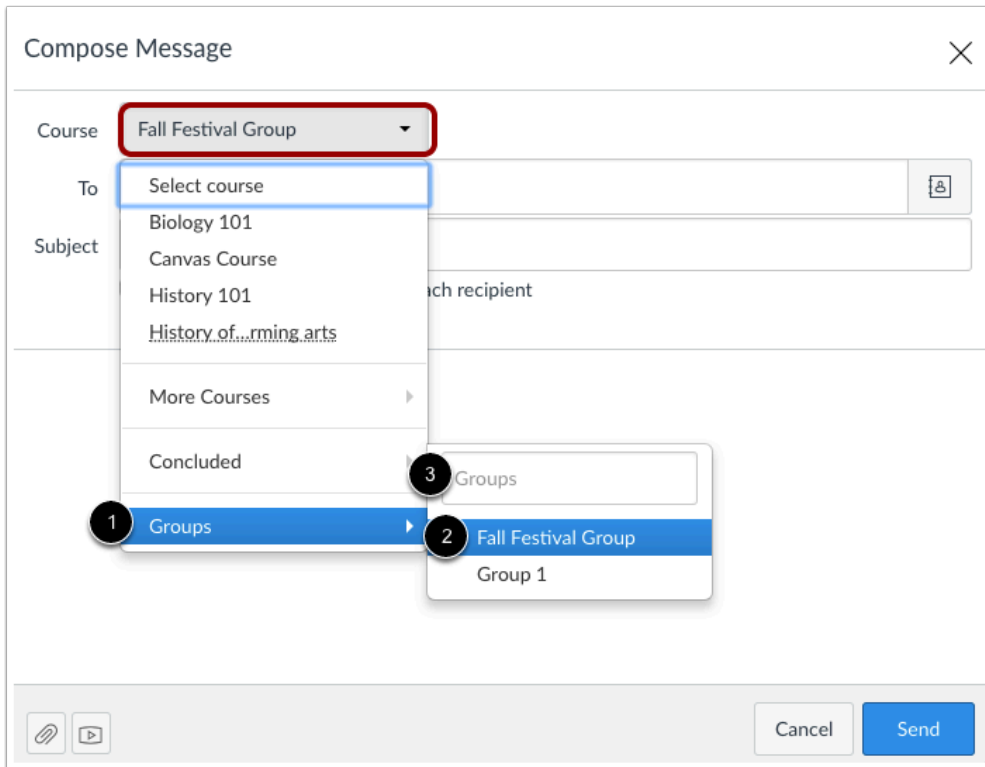 Compose Message
Course Fall Festival Group
To Select course
Biology 101
Subject
Canvas Course
History 101
recipient
History of...rming arts
More Courses
Concluded
3 Groups
1 Groups
2 Fall Festival Group
Group 1
Cancel Send